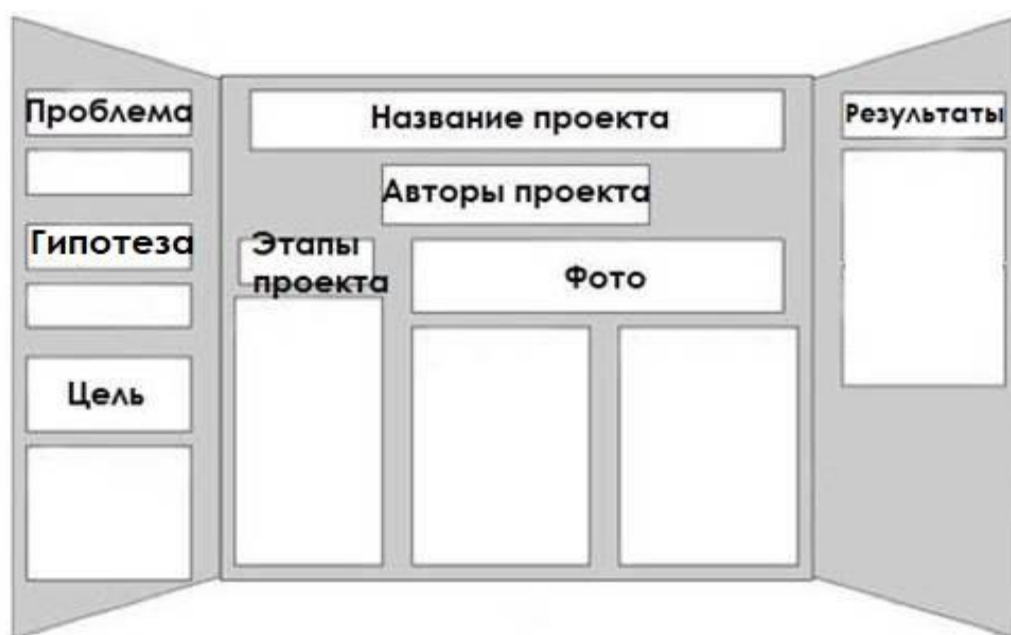 Проблема
Гипотеза
Цель
Название проекта
Авторы проекта
Этапы
проекта
Фото
Результаты